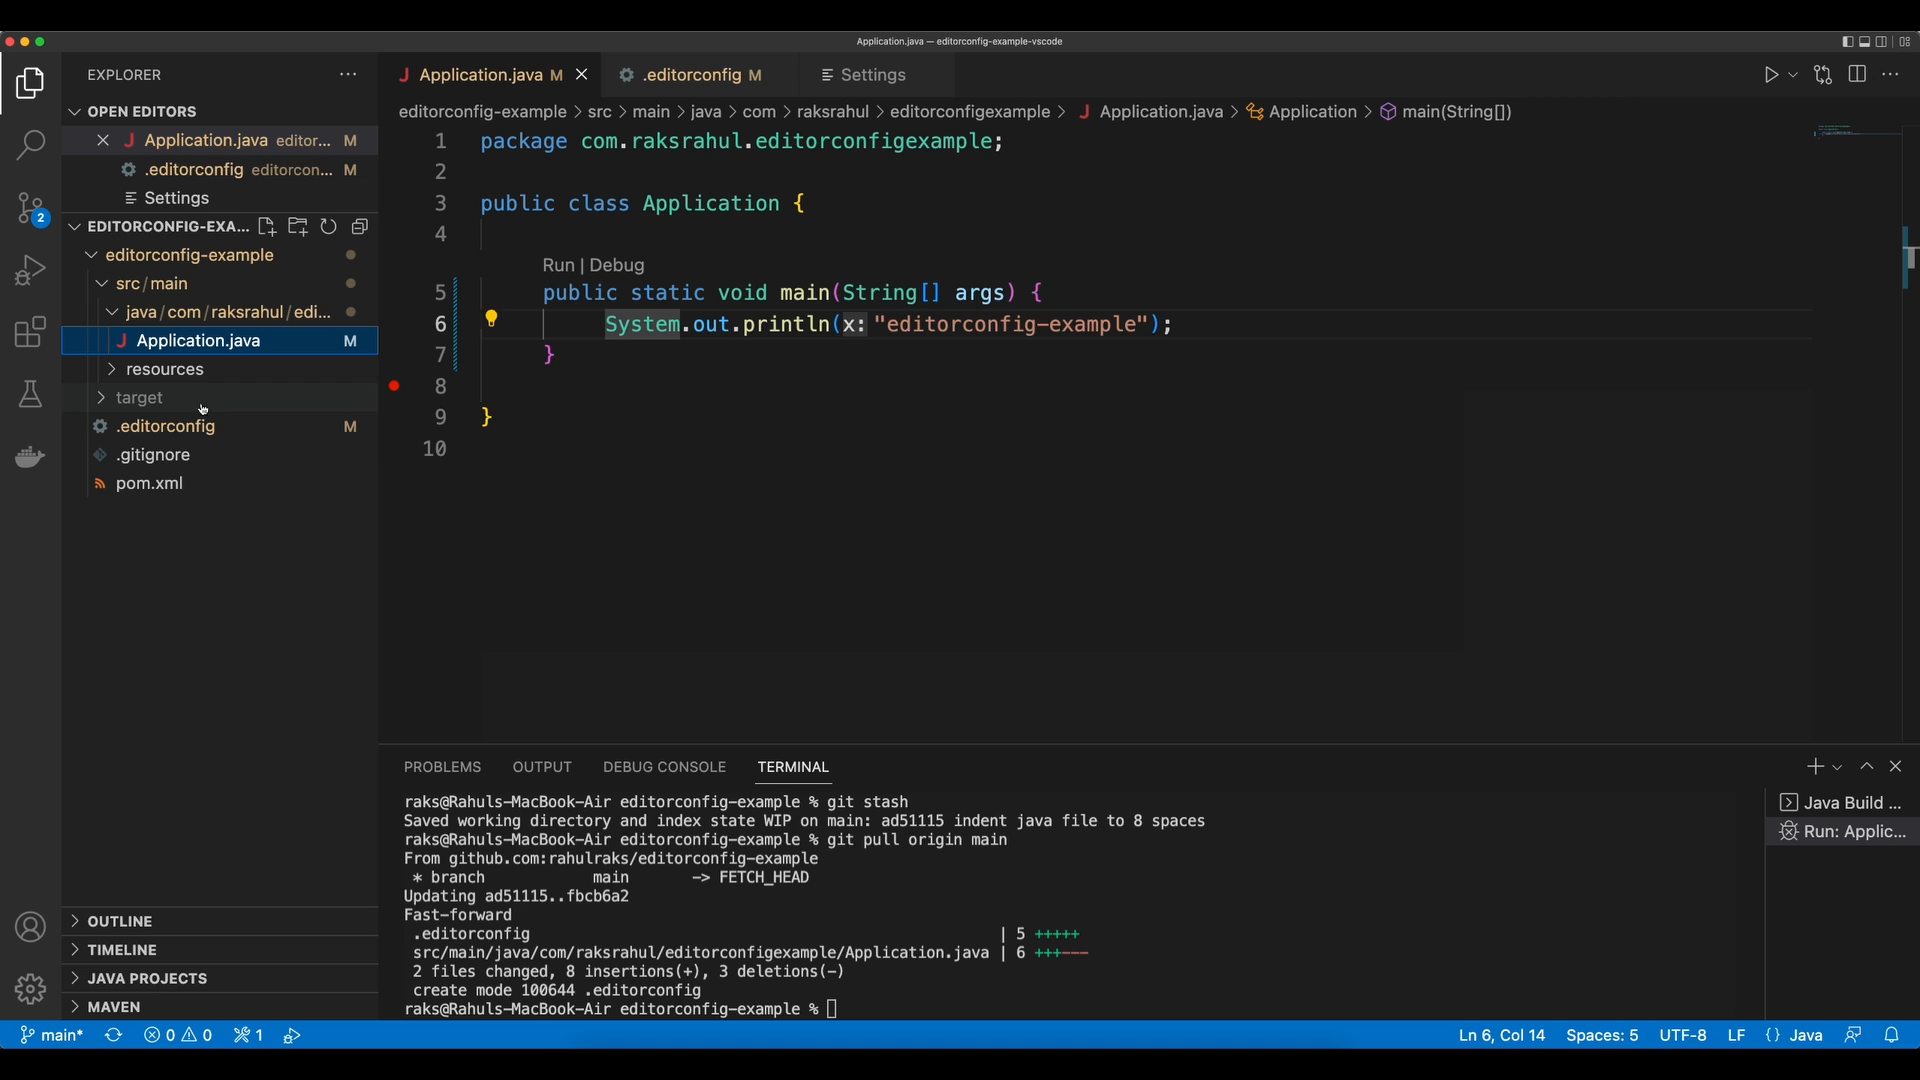 Application.java — editorconfig-example-vscode
EXPLORER
OPEN EDITORS
Application.java editor... M
.editorconfig editorcon... M
Settings
EDITORCONFIG-EXA...
editorconfig-example
src/main
java/com/raksrahul/edi...
Application.java M
resources
target
.editorconfig M
.gitignore
pom.xml
OUTLINE
TIMELINE
JAVA PROJECTS
MAVEN
2
Application.java M
.editorconfig M
Settings
editorconfig-example > src > main > java > com > raksrahul > editorconfigexample > Application.java > Application > main(String[])
1 package com.raksrahul.editorconfigexample;
2
3 public class Application {
4
Run | Debug
5 public static void main(String[] args) {
6 System.out.println(x: "editorconfig-example");
7 }
8
9 }
10
PROBLEMS OUTPUT DEBUG CONSOLE TERMINAL
raks@Rahuls-MacBook-Air editorconfig-example % git stash
Saved working directory and index state WIP on main: ad51115 indent java file to 8 spaces
raks@Rahuls-MacBook-Air editorconfig-example % git pull origin main
From github.com:rahulraks/editorconfig-example
* branch main -> FETCH_HEAD
Updating ad51115..fbcb6a2
Fast-forward
.editorconfig | 5 +++++
src/main/java/com/raksrahul/editorconfigexample/Application.java | 6 +++---
2 files changed, 8 insertions(+), 3 deletions(-)
create mode 100644 .editorconfig
raks@Rahuls-MacBook-Air editorconfig-example %
Java Build ...
Run: Applic...
main* 0 0 1
Ln 6, Col 14 Spaces: 5 UTF-8 LF {} Java